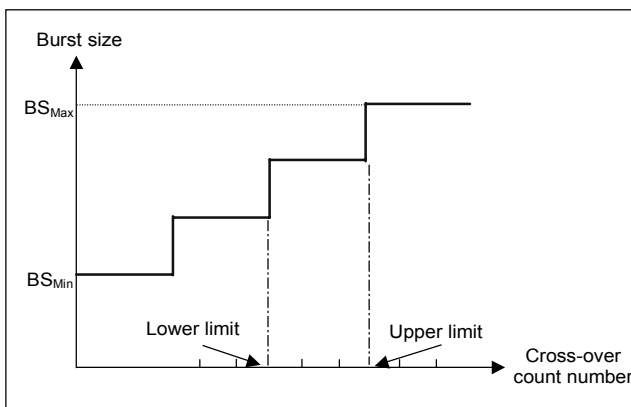 Burst size
BSMax
BSMin
Lower limit
Upper limit
Cross-over
count number